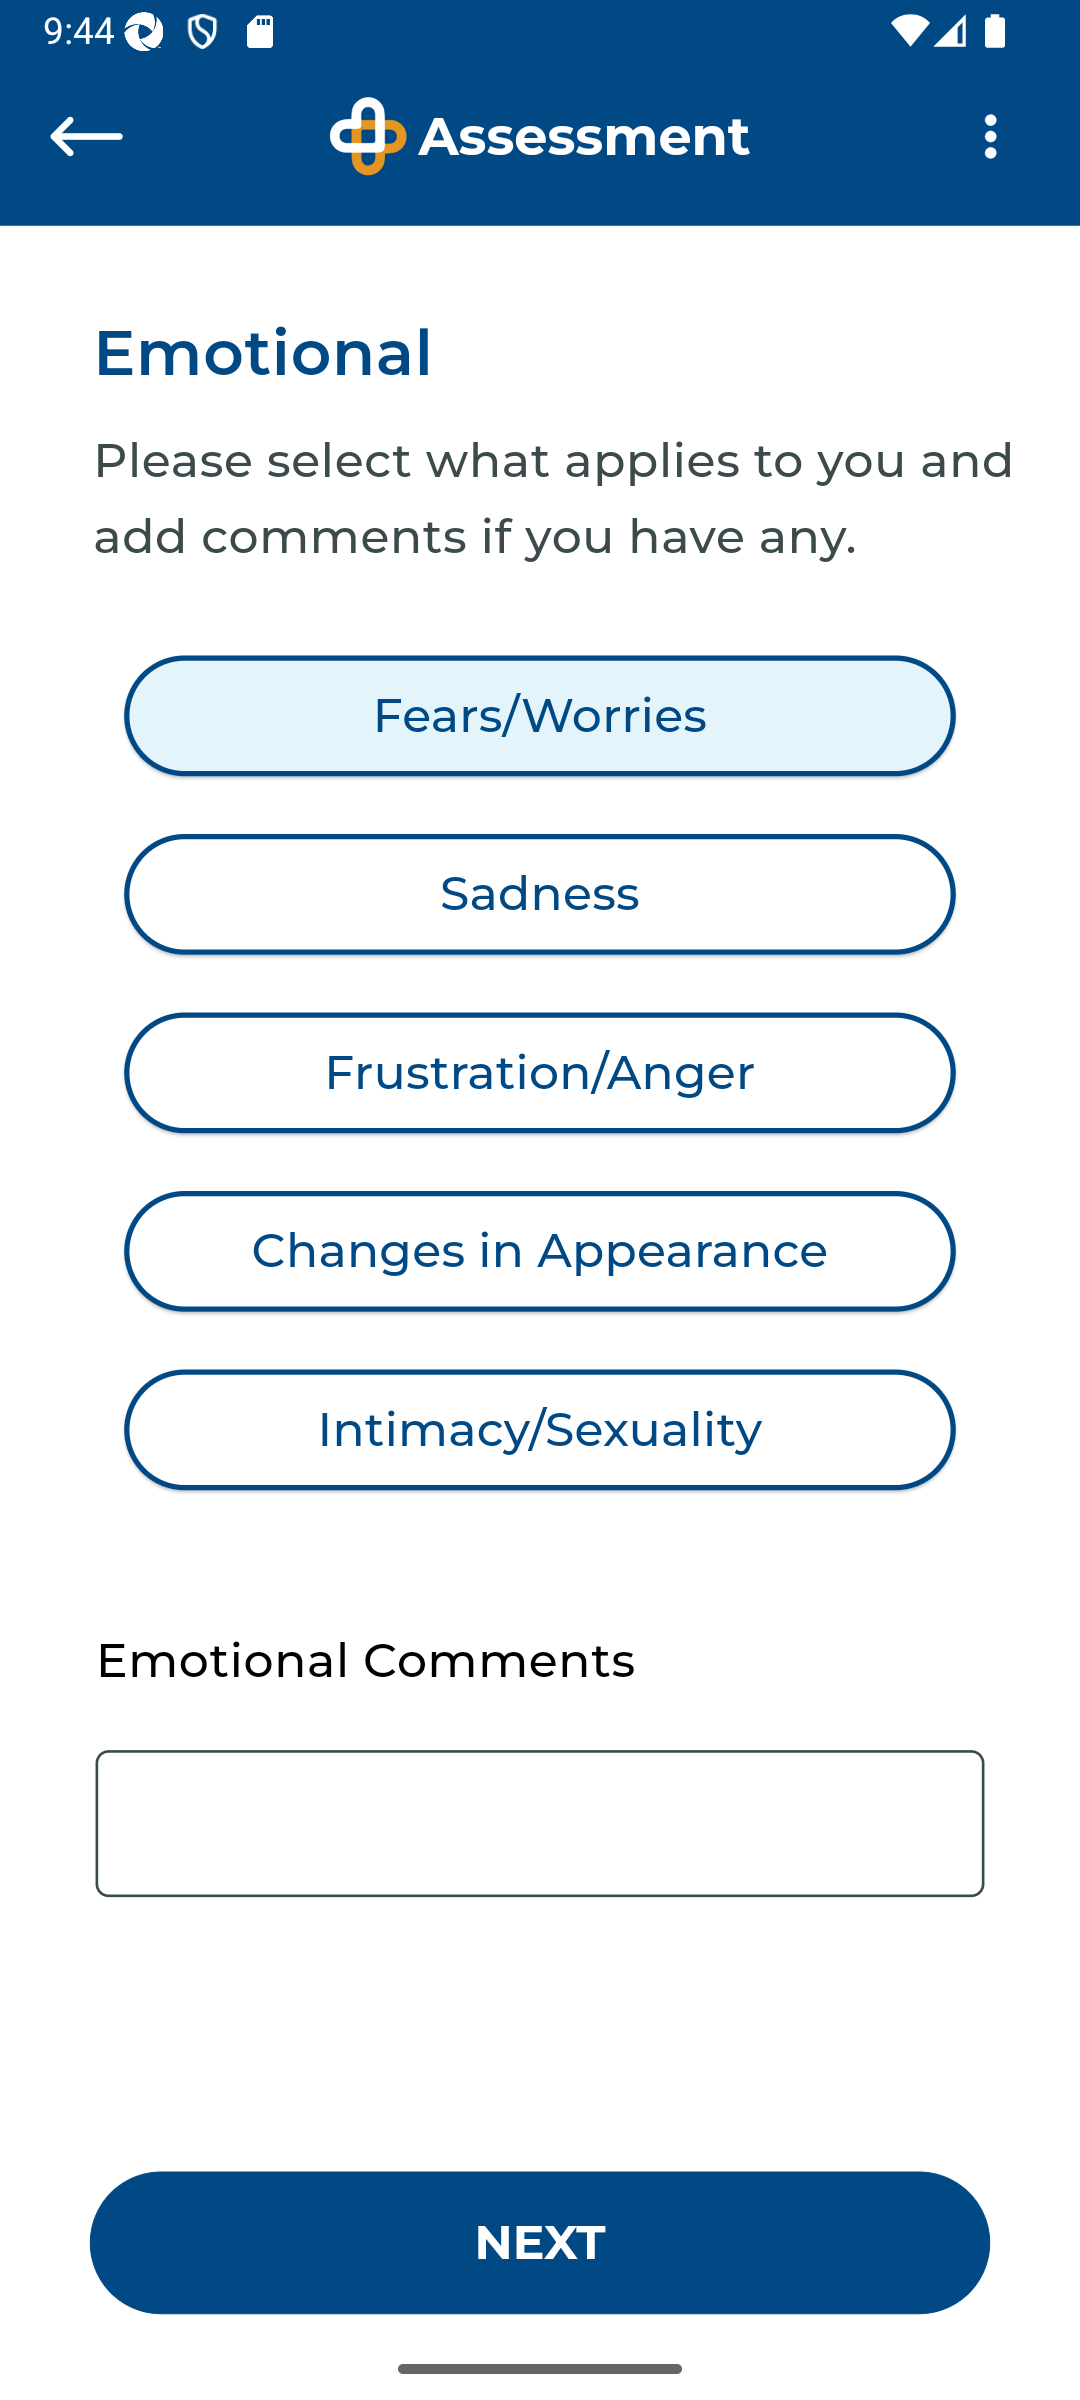 9:44
Assessment
Emotional
Please select what applies to you and
add comments if you have any.
Fears/Worries
Sadness
Frustration/Anger
Changes in Appearance
Intimacy/Sexuality
Emotional Comments
NEXT